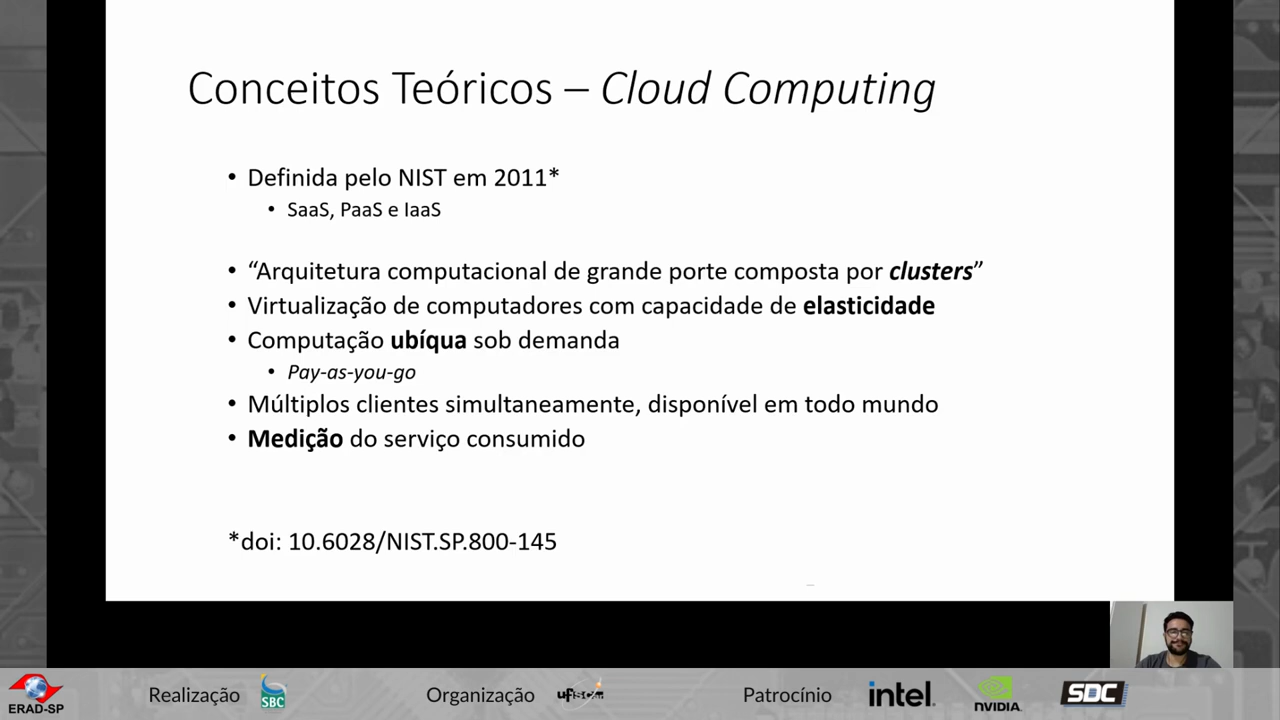 Conceitos Teóricos – Cloud Computing
• Definida pelo NIST em 2011*
• SaaS, PaaS e IaaS
• “Arquitetura computacional de grande porte composta por clusters”
• Virtualização de computadores com capacidade de elasticidade
• Computação ubíqua sob demanda
• Pay-as-you-go
• Múltiplos clientes simultaneamente, disponível em todo mundo
• Medição do serviço consumido
*doi: 10.6028/NIST.SP.800-145
ERAD-SP
Realização
SBC
Organização
ufscar
Patrocínio
intel.
NVIDIA.
SDC